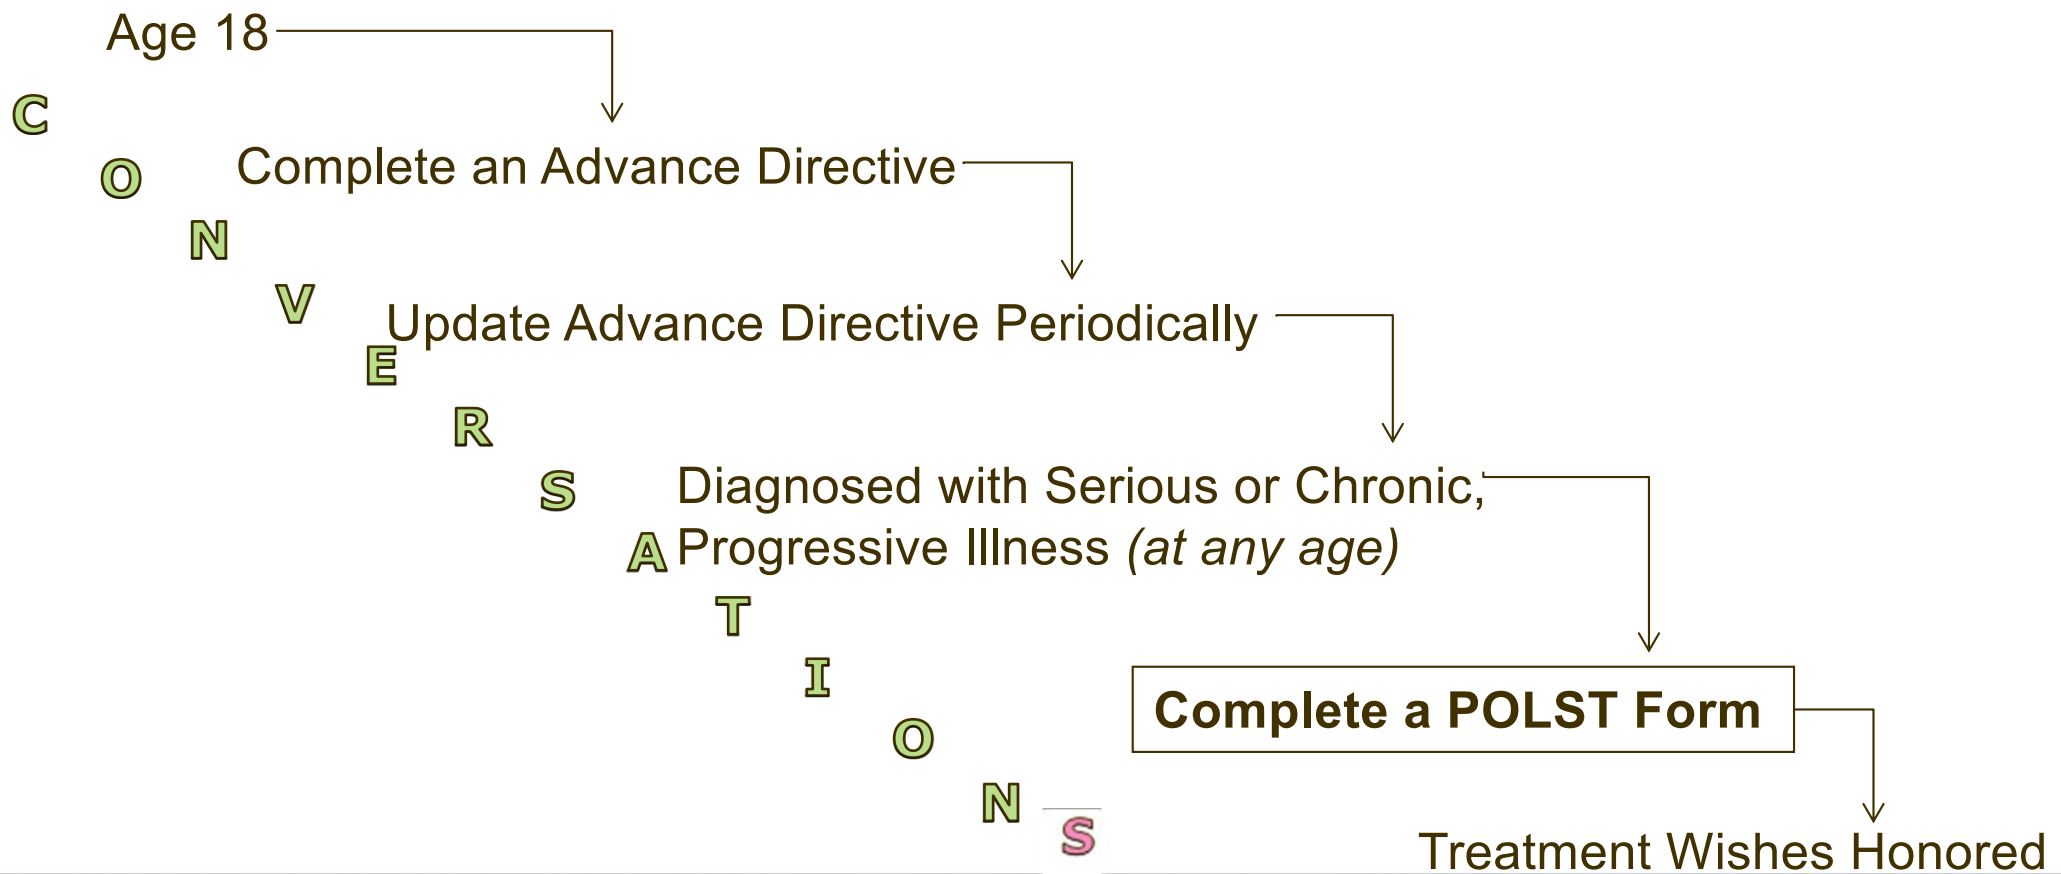 Age 18
Complete an Advance Directive
Update Advance Directive Periodically
Diagnosed with Serious or Chronic,
Progressive Illness (at any age)
Complete a POLST Form
Treatment Wishes Honored
CONVERSATIONS